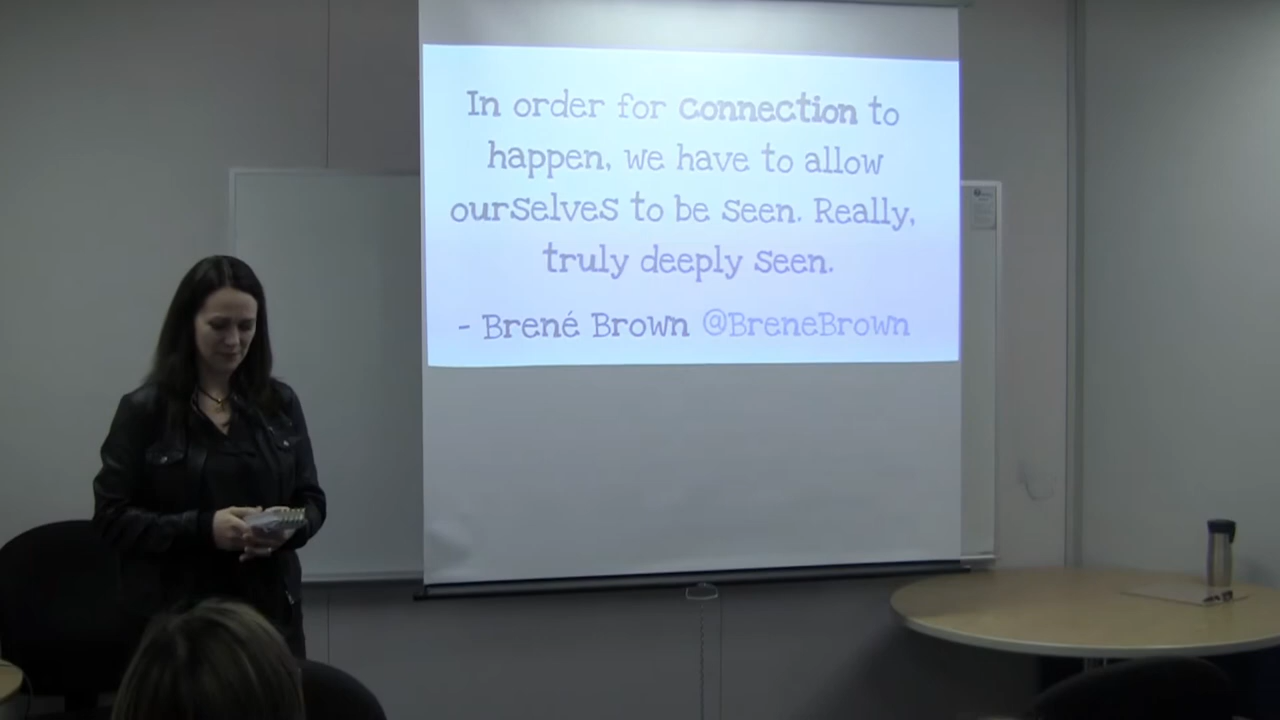 In order for connection to
happen, we have to allow
ourselves to be seen. Really,
truly deeply seen.
- Brené Brown @BreneBrown